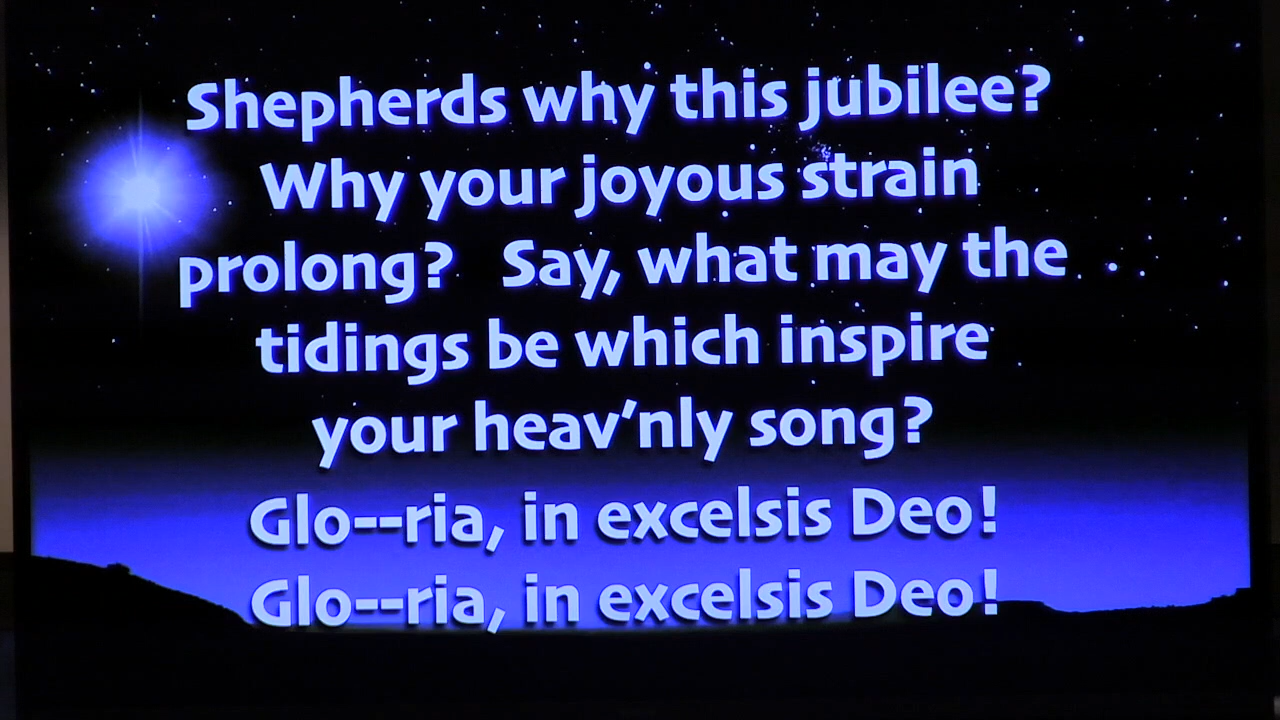 Shepherds why this jubilee?
Why your joyous strain
prolong? Say, what may the
tidings be which inspire
your heav'nly song?
Glo--ria, in excelsis Deo!
Glo--ria, in excelsis Deo!